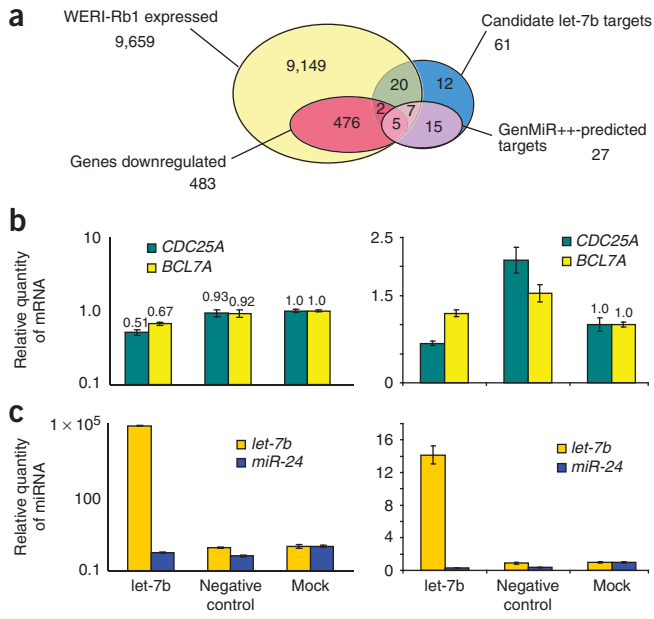 a
WERI-Rb1 expressed
9,659
Candidate let-7b targets
61
9,149
20
12
2
7
476
5
15
GenMiR++-predicted
targets
27
Genes downregulated
483
b
Relative quantity
of mRNA
10
1.0
0.1
CDC25A
BCL7A
0.51
0.67
0.93
0.92
1.0
1.0
2.5
1.5
0
CDC25A
BCL7A
1.0
1.0
c
Relative quantity
of miRNA
1 × 10⁵
100
0.1
let-7b
miR-24
let-7b
Negative
control
Mock
16
12
8
4
0
let-7b
miR-24
let-7b
Negative
control
Mock